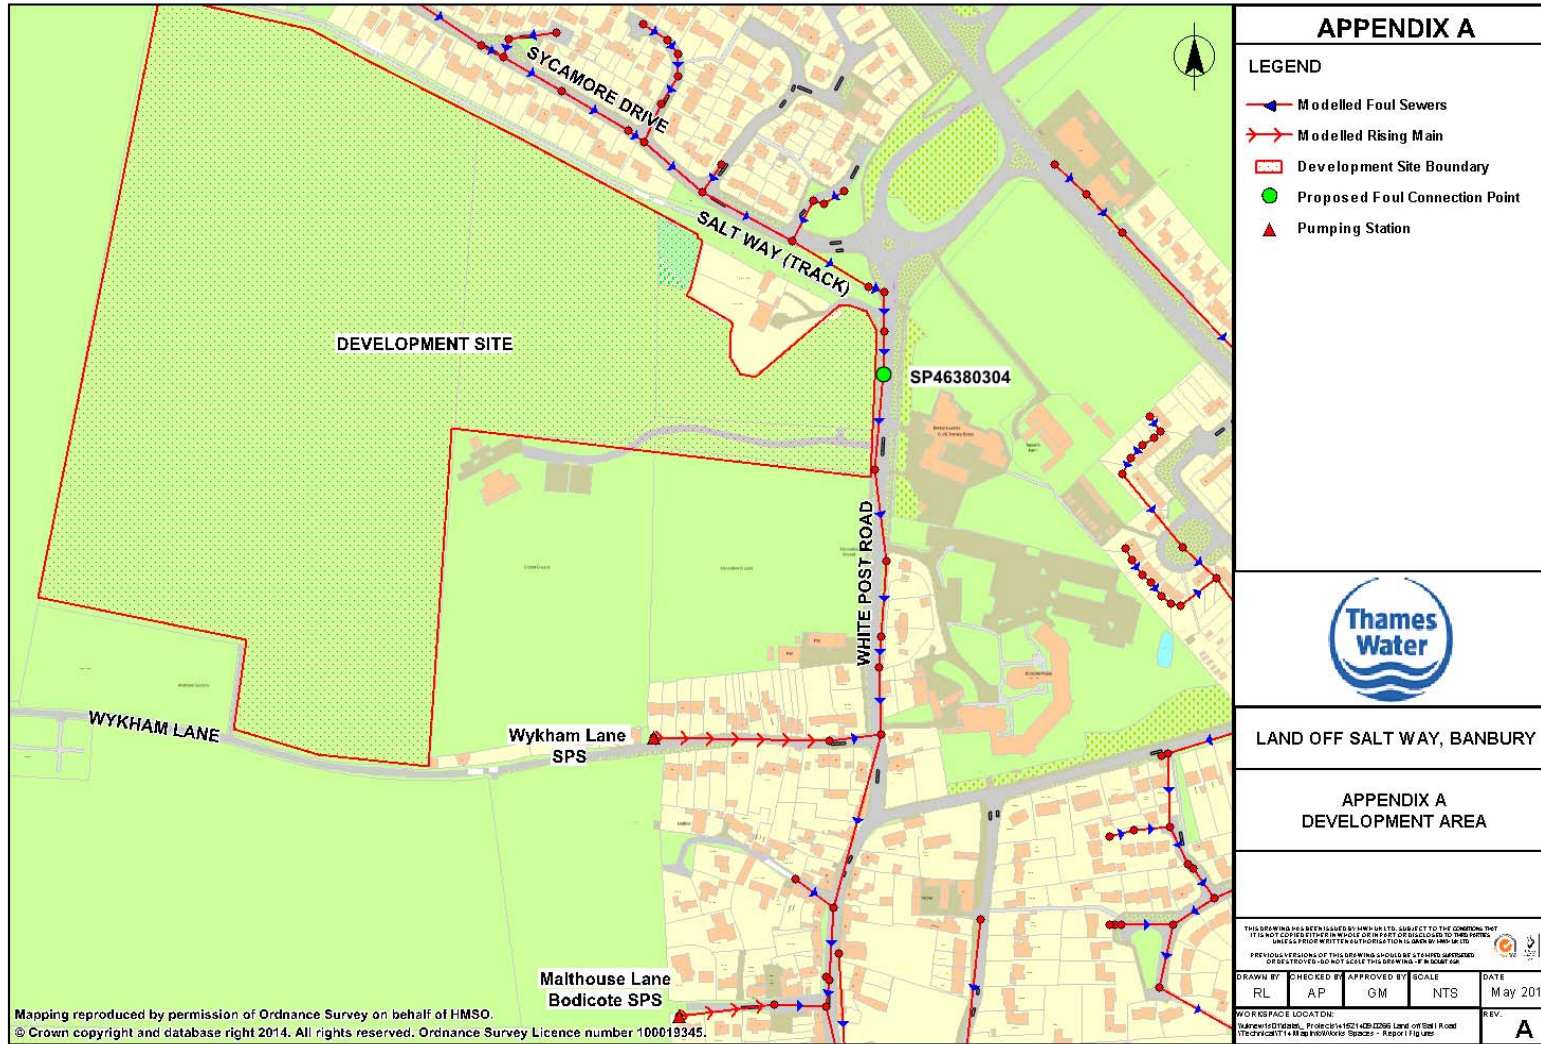 SYCAMORE DRIVE
SALT WAY (TRACK)
DEVELOPMENT SITE
SP46380304
WHITE POST ROAD
WYKHAM LANE
Wykham Lane
SPS
Malthouse Lane
Bodicote SPS
Mapping reproduced by permission of Ordnance Survey on behalf of HMSO.
© Crown copyright and database right 2014. All rights reserved. Ordnance Survey Licence number 100019345.
APPENDIX A
LEGEND
Modelled Foul Sewers
Modelled Rising Main
Development Site Boundary
Proposed Foul Connection Point
Pumping Station
Thames
Water
LAND OFF SALT WAY, BANBURY
APPENDIX A
DEVELOPMENT AREA
DRAWN BY
CHECKED BY
APPROVED BY
SCALE
DATE
RL
AP
GM
NTS
May 201
WORKSPACE LOCATION:
REV.
A